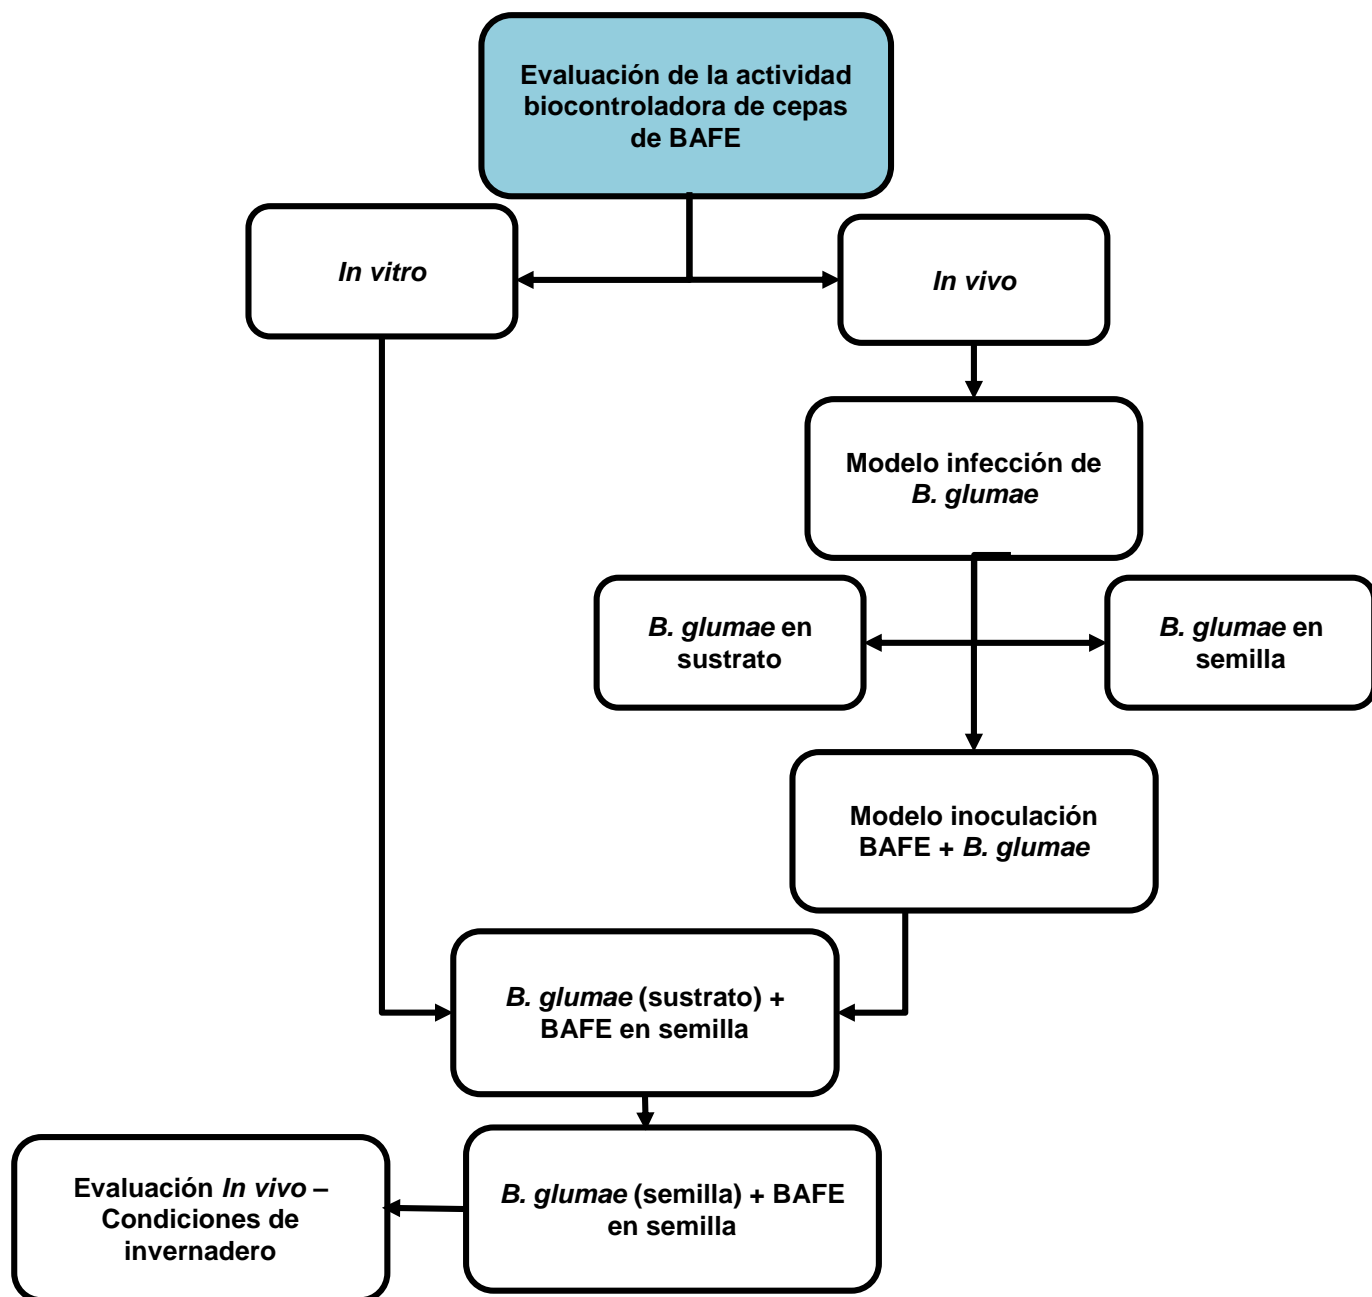 Evaluación de la actividad
biocontroladora de cepas
de BAFE
In vitro
In vivo
Modelo infección de
B. glumae
B. glumae en
sustrato
B. glumae en
semilla
Modelo inoculación
BAFE + B. glumae
B. glumae (sustrato) +
BAFE en semilla
B. glumae (semilla) + BAFE
en semilla
Evaluación In vivo –
Condiciones de
invernadero